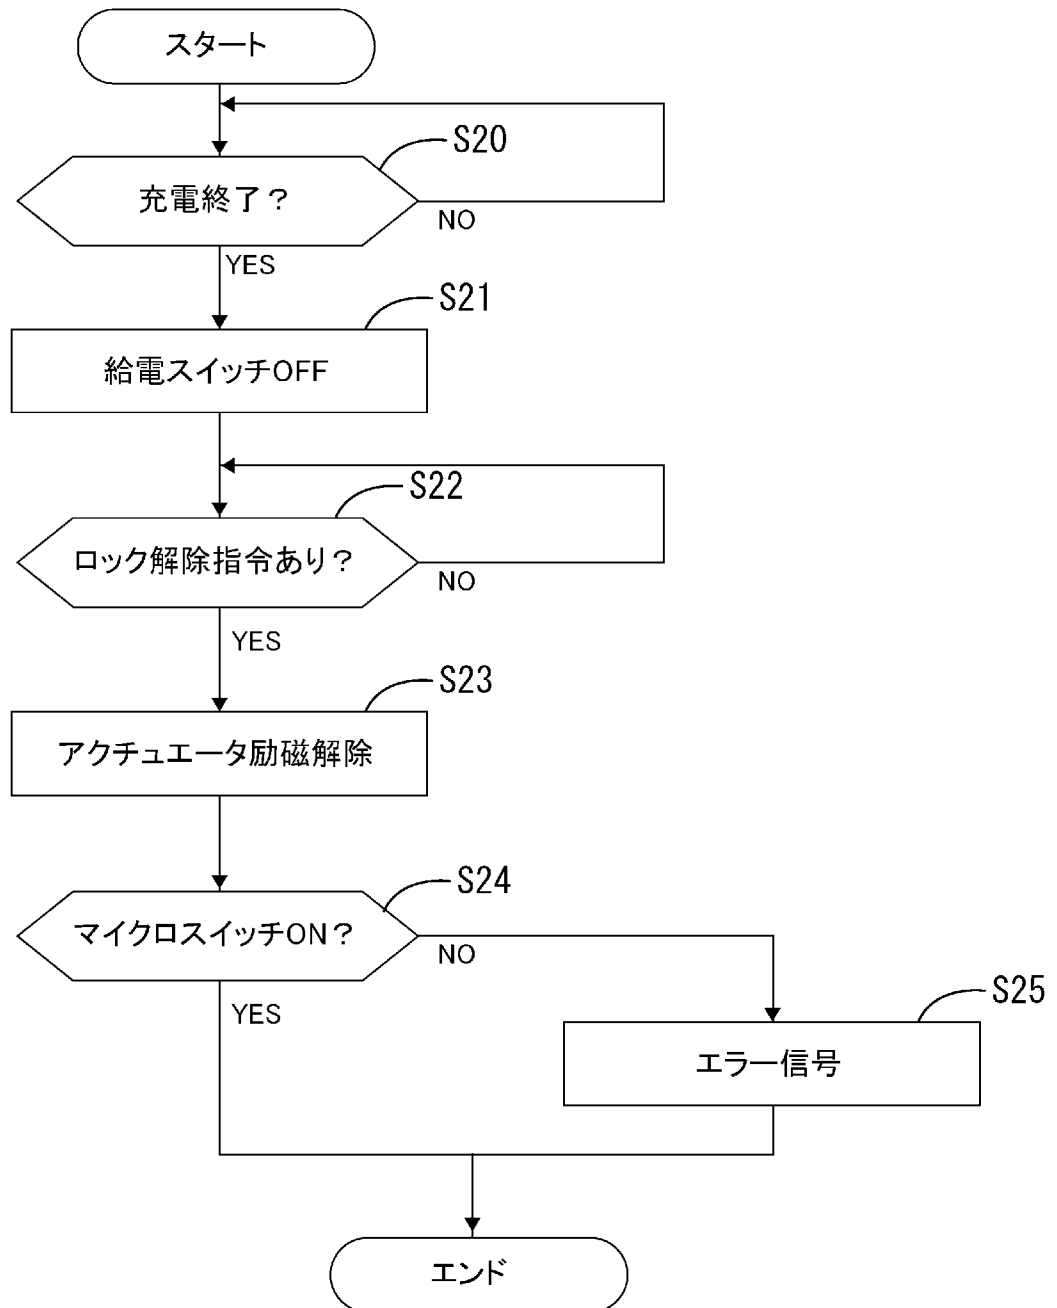 スタート
S20
充電終了？
NO
YES
S21
給電スイッチOFF
S22
ロック解除指令あり？
NO
YES
S23
アクチュエータ励磁解除
S24
マイクロスイッチON？
NO
YES
S25
エラー信号
エンド